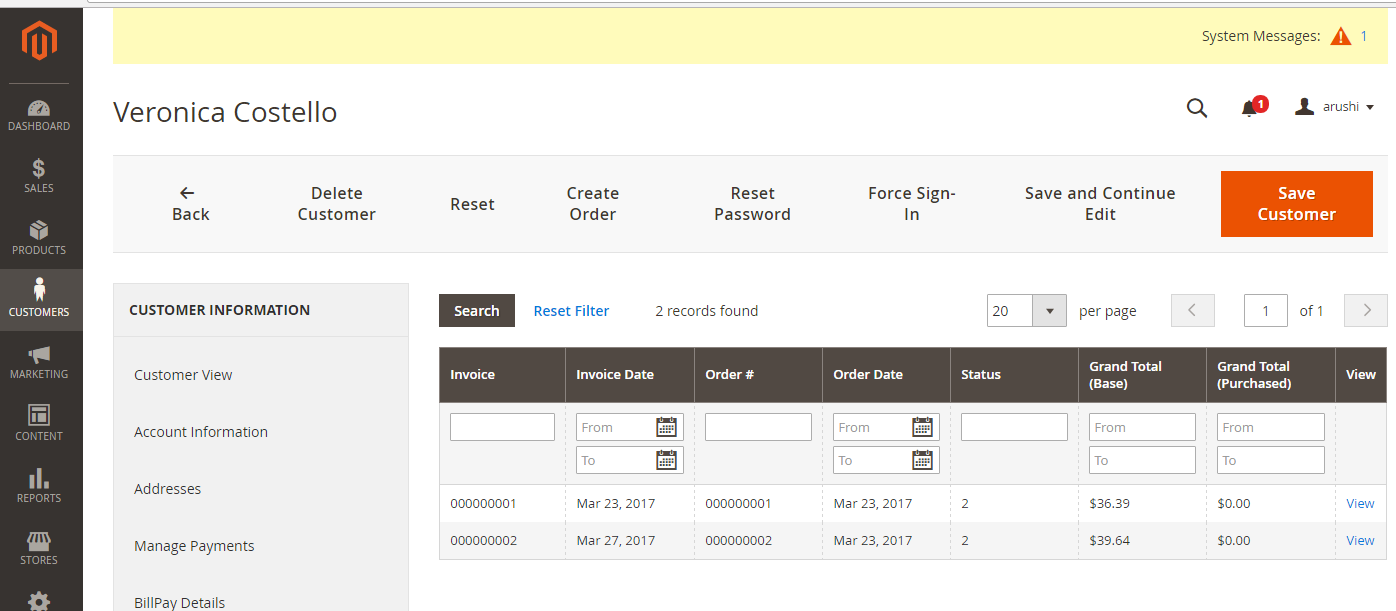 System Messages: 1
Veronica Costello
1
arushi
DASHBOARD
SALES
PRODUCTS
CUSTOMERS
MARKETING
CONTENT
REPORTS
STORES
Back
Delete Customer
Reset
Create Order
Reset Password
Force Sign-In
Save and Continue Edit
Save Customer
CUSTOMER INFORMATION
Customer View
Account Information
Addresses
Manage Payments
BillPay Details
Search Reset Filter 2 records found 20 per page 1 of 1
Invoice Invoice Date Order # Order Date Status Grand Total (Base) Grand Total (Purchased) View
From From From From
To To To To
000000001 Mar 23, 2017 000000001 Mar 23, 2017 2 $36.39 $0.00 View
000000002 Mar 27, 2017 000000002 Mar 23, 2017 2 $39.64 $0.00 View